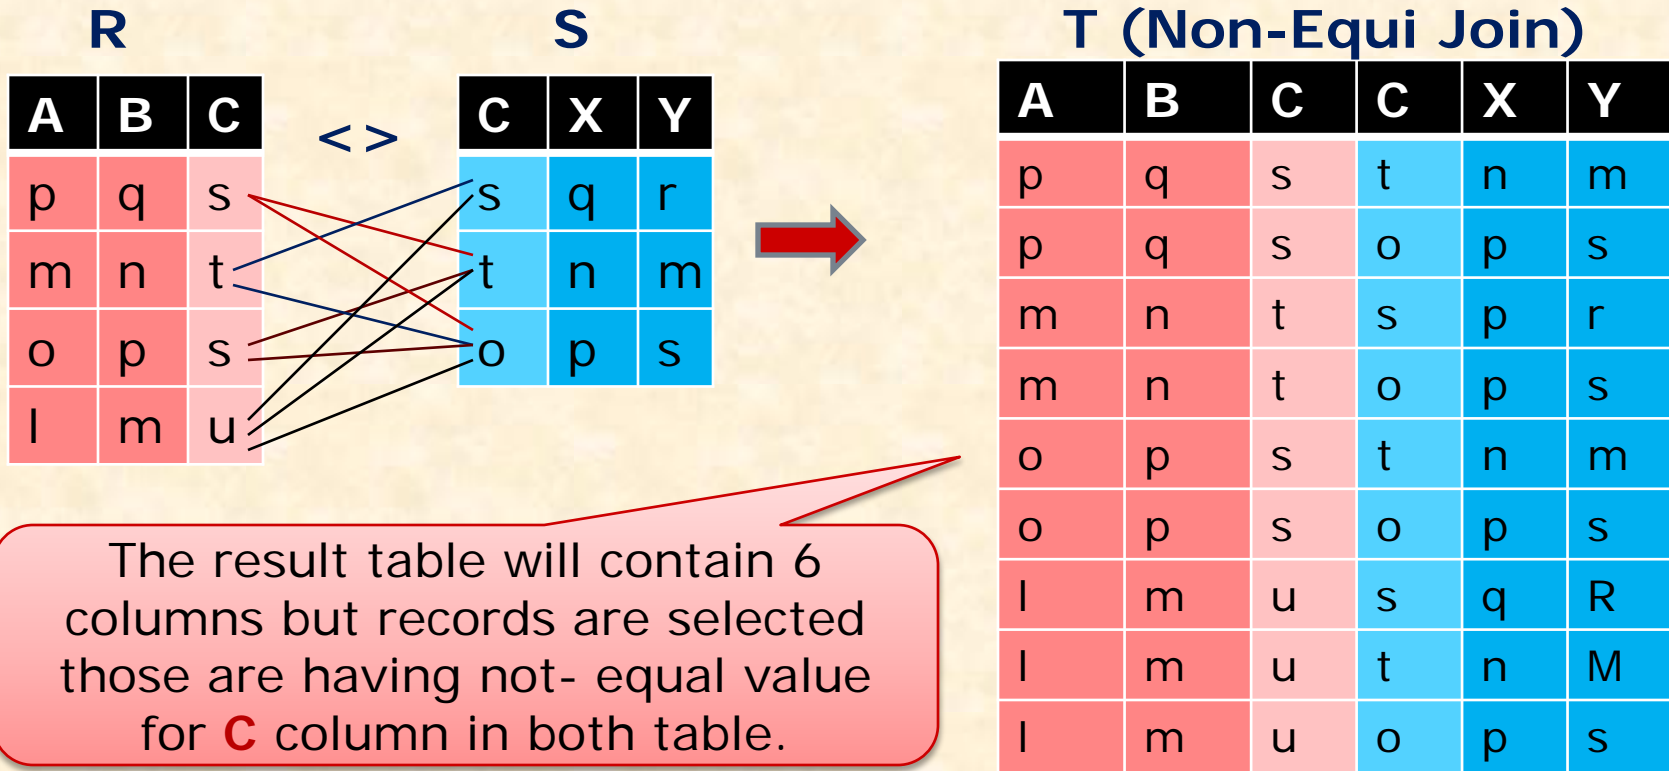 R
A B C
p q s
m n t
o p s
l m u
<>
S
C X Y
s q r
t n m
o p s
T (Non-Equi Join)
A B C C X Y
p q s t n m
p q s o p s
m n t s p r
m n t o p s
o p s t n m
o p s o p s
l m u s q R
l m u t n M
l m u o p s
The result table will contain 6
columns but records are selected
those are having not- equal value
for C column in both table.